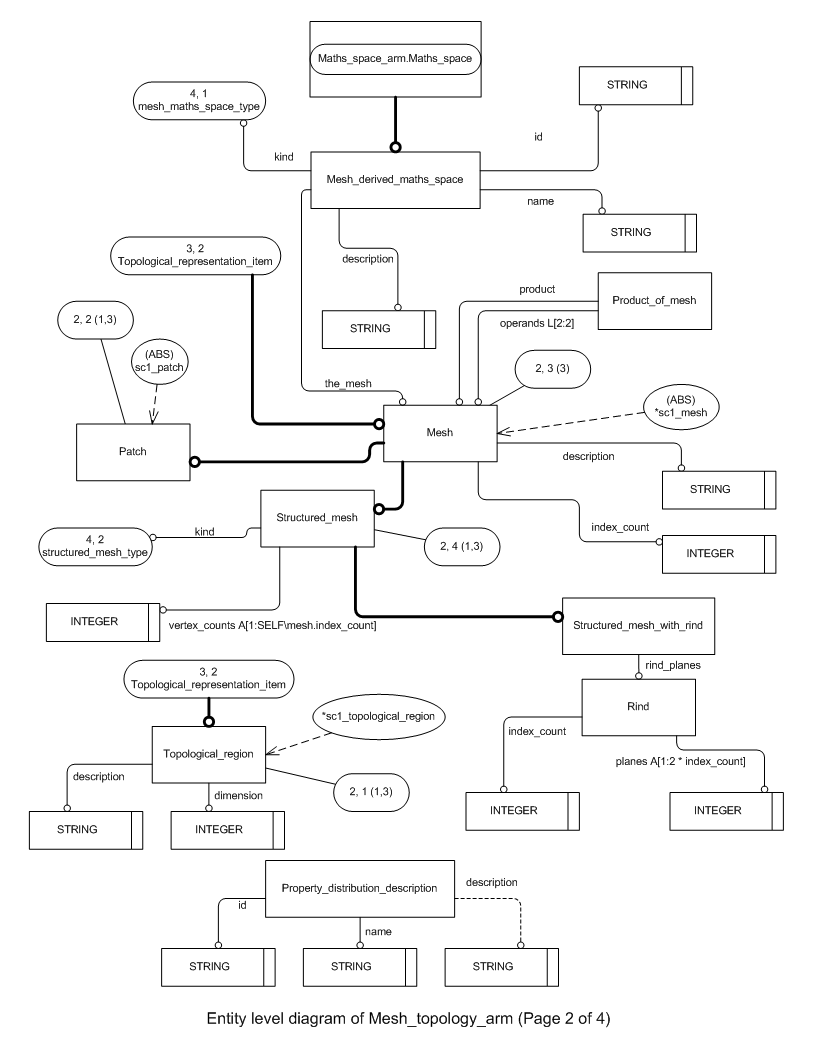 Maths_space_arm.Maths_space
4, 1
mesh_maths_space_type
STRING
id
kind
Mesh_derived_maths_space
name
STRING
3, 2
Topological_representation_item
description
product
Product_of_mesh
STRING
operands L[2:2]
2, 2 (1,3)
(ABS)
sc1_patch
2, 3 (3)
the_mesh
(ABS)
*sc1_mesh
Mesh
Patch
description
STRING
Structured_mesh
index_count
kind
4, 2
structured_mesh_type
2, 4 (1,3)
INTEGER
INTEGER
vertex_counts A[1:SELF\mesh.index_count]
Structured_mesh_with_rind
rind_planes
3, 2
Topological_representation_item
Rind
*sc1_topological_region
index_count
Topological_region
planes A[1:2 * index_count]
description
dimension
2, 1 (1,3)
INTEGER
INTEGER
STRING
INTEGER
Property_distribution_description
description
id
name
STRING
STRING
STRING
Entity level diagram of Mesh_topology_arm (Page 2 of 4)